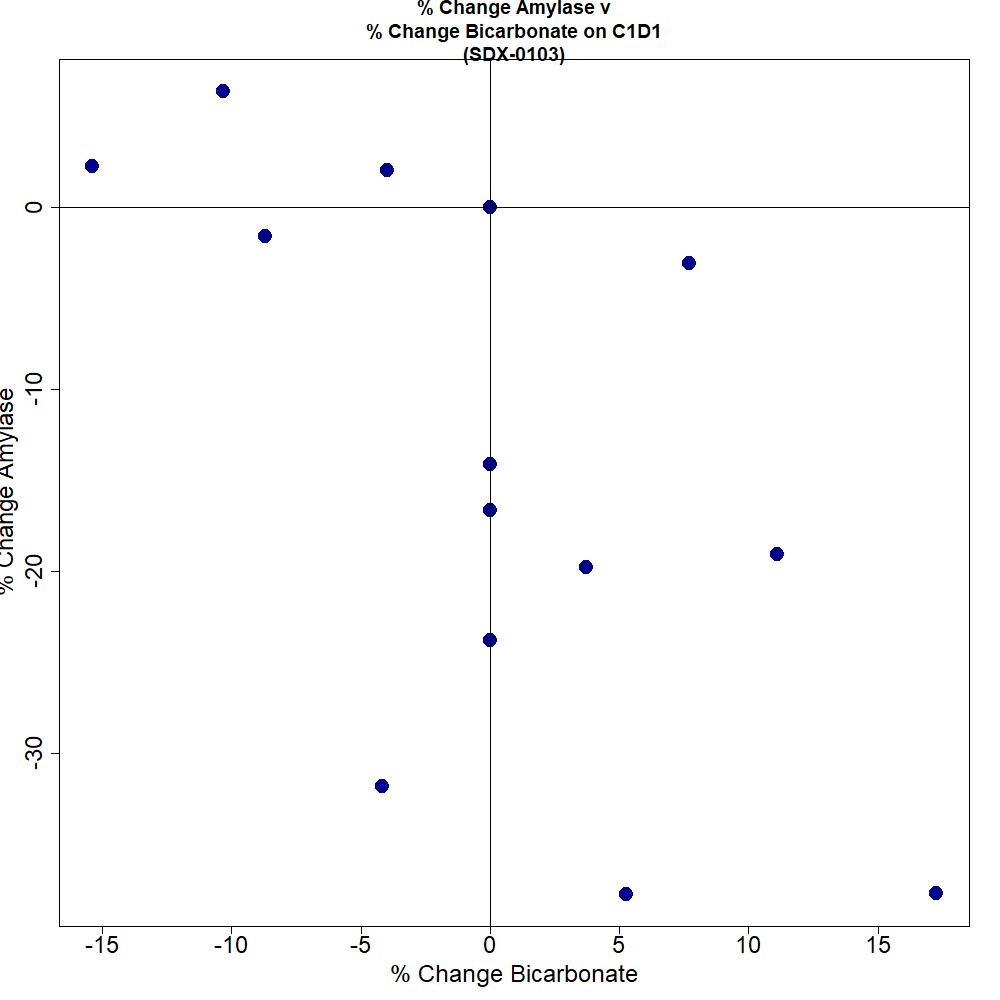 % Change Amylase v
% Change Bicarbonate on C1D1
(SDX-0103)
% Change Amylase
0
-10
-20
-30
-15
-10
-5
0
5
10
15
% Change Bicarbonate